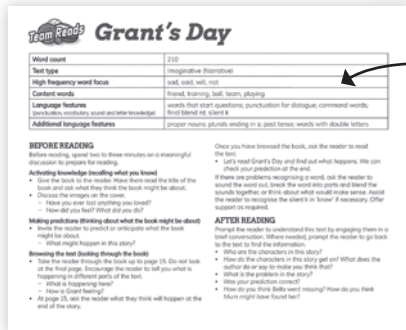 Team Reads
Grant's Day
Word count 210
Text type Imaginative (Narrative)
High frequency word focus sad, said, will, not
Content words friend, training, ball, team, playing
Language features words that start questions; punctuation for dialogue; command words;
(punctuation, vocabulary, sound and letter knowledge) final blend nt; silent k
Additional language features proper nouns; plurals ending in s; past tense; words with double letters
BEFORE READING
Before reading, spend two to three minutes on a meaningful
discussion to prepare for reading.
Activating knowledge (recalling what you know)
• Give the book to the reader. Have them read the title of the
book and ask what they think the book might be about.
• Discuss the images on the cover.
– Have you ever lost anything you loved?
– How did you feel? What did you do?
Making predictions (thinking about what the book might be about)
• Invite the reader to predict or anticipate what the book
might be about.
– What might happen in this story?
Browsing the text (looking through the book)
• Take the reader through the book up to page 15. Do not look
at the final page. Encourage the reader to tell you what is
happening in different parts of the text.
– What is happening here?
– How is Grant feeling?
• At page 15, ask the reader what they think will happen at the
end of the story.
Once you have browsed the book, ask the reader to read
the text.
• Let's read Grant's Day and find out what happens. We can
check your prediction at the end.
If there are problems recognising a word, ask the reader to
sound the word out, break the word into parts and blend the
sounds together, or think about what would make sense. Assist
the reader to recognise the silent k in 'know' if necessary. Offer
support as required.
AFTER READING
Prompt the reader to understand this text by engaging them in a
brief conversation. Where needed, prompt the reader to go back
to the text to find the information.
• Who are the characters in this story?
• How do the characters in this story get on? What does the
author do or say to make you think that?
• What is the problem in the story?
• Was your prediction correct?
• How do you think Bella went missing? How do you think
Mum might have found her?